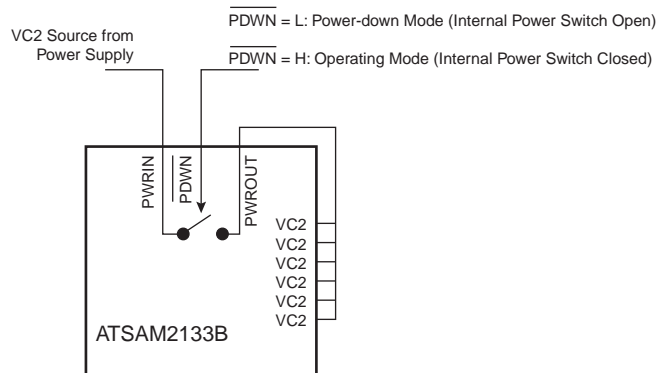 PDWN = L: Power-down Mode (Internal Power Switch Open)
VC2 Source from
Power Supply
PDWN = H: Operating Mode (Internal Power Switch Closed)
PWRIN
PDWN
PWROUT
VC2
VC2
VC2
VC2
VC2
VC2
ATSAM2133B